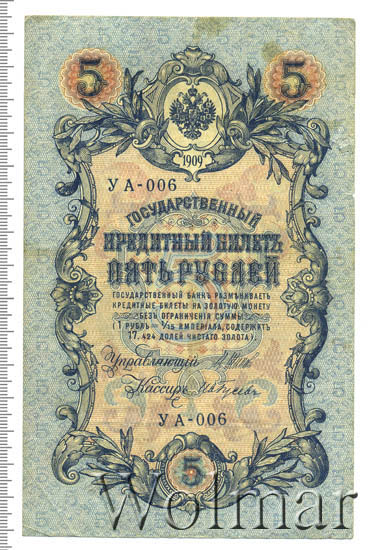 5 5
1909
УА-006
ГОСУДАРСТВЕННЫЙ
КРЕДИТНЫЙ БИЛЕТЪ
ПЯТЬ РУБЛЕЙ
ГОСУДАРСТВЕННЫЙ БАНКЪ РАЗМѢНИВАЕТЪ
КРЕДИТНЫЕ БИЛЕТЫ НА ЗОЛОТУЮ МОНЕТУ
БЕЗЪ ОГРАНИЧЕНІЯ СУММЫ
(1 РУБЛЬ = 1/15 ИМПЕРІАЛА, СОДЕРЖИТЪ
17,424 ДОЛЕЙ ЧИСТАГО ЗОЛОТА).
Управляющій
Кассиръ
УА-006
5
Wolmar